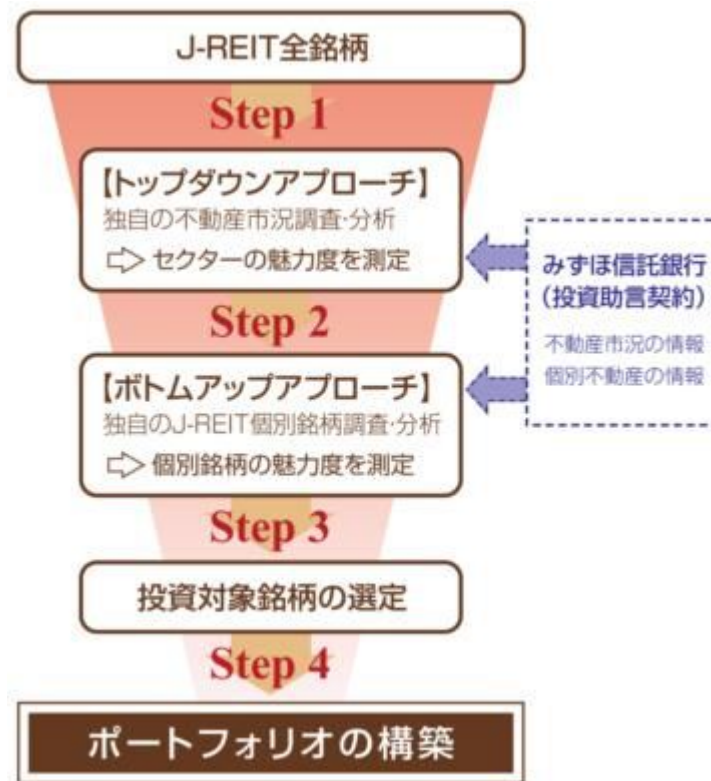 J-REIT全銘柄
Step 1
【トップダウンアプローチ】
独自の不動産市況調査・分析
⇨ セクターの魅力度を測定
Step 2
【ボトムアップアプローチ】
独自のJ-REIT個別銘柄調査・分析
⇨ 個別銘柄の魅力度を測定
みずほ信託銀行
（投資助言契約）
不動産市況の情報
個別不動産の情報
Step 3
投資対象銘柄の選定
Step 4
ポートフォリオの構築